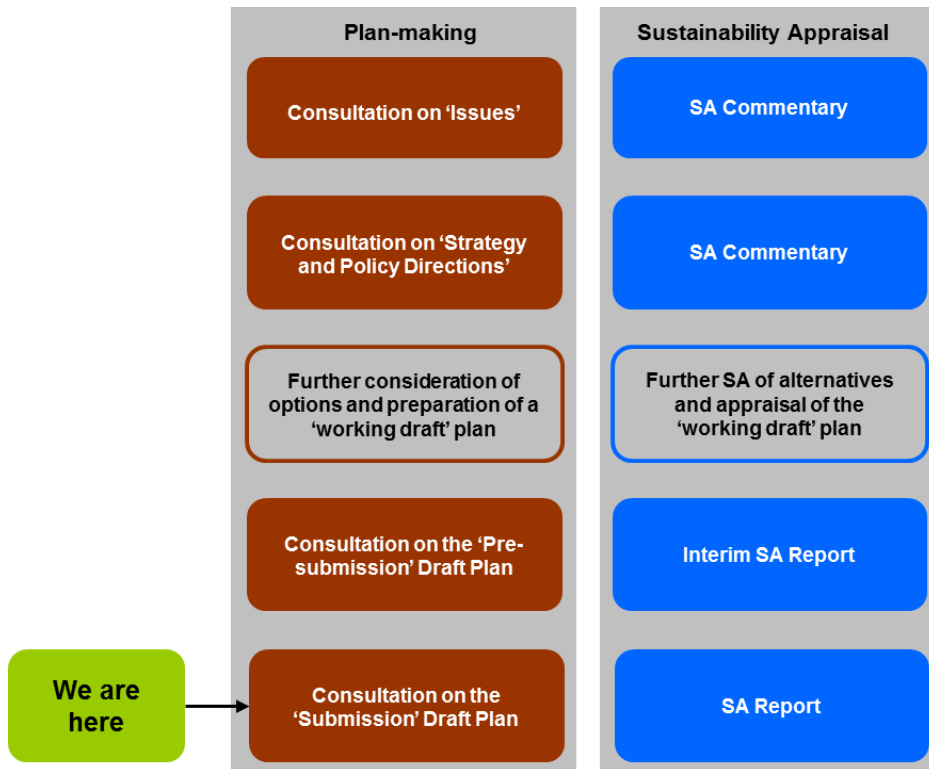 Plan-making
Sustainability Appraisal
Consultation on ‘Issues’
SA Commentary
Consultation on ‘Strategy
and Policy Directions’
SA Commentary
Further consideration of
options and preparation of a
‘working draft’ plan
Further SA of alternatives
and appraisal of the
‘working draft’ plan
Consultation on the ‘Pre-
submission’ Draft Plan
Interim SA Report
We are
here
Consultation on the
‘Submission’ Draft Plan
SA Report